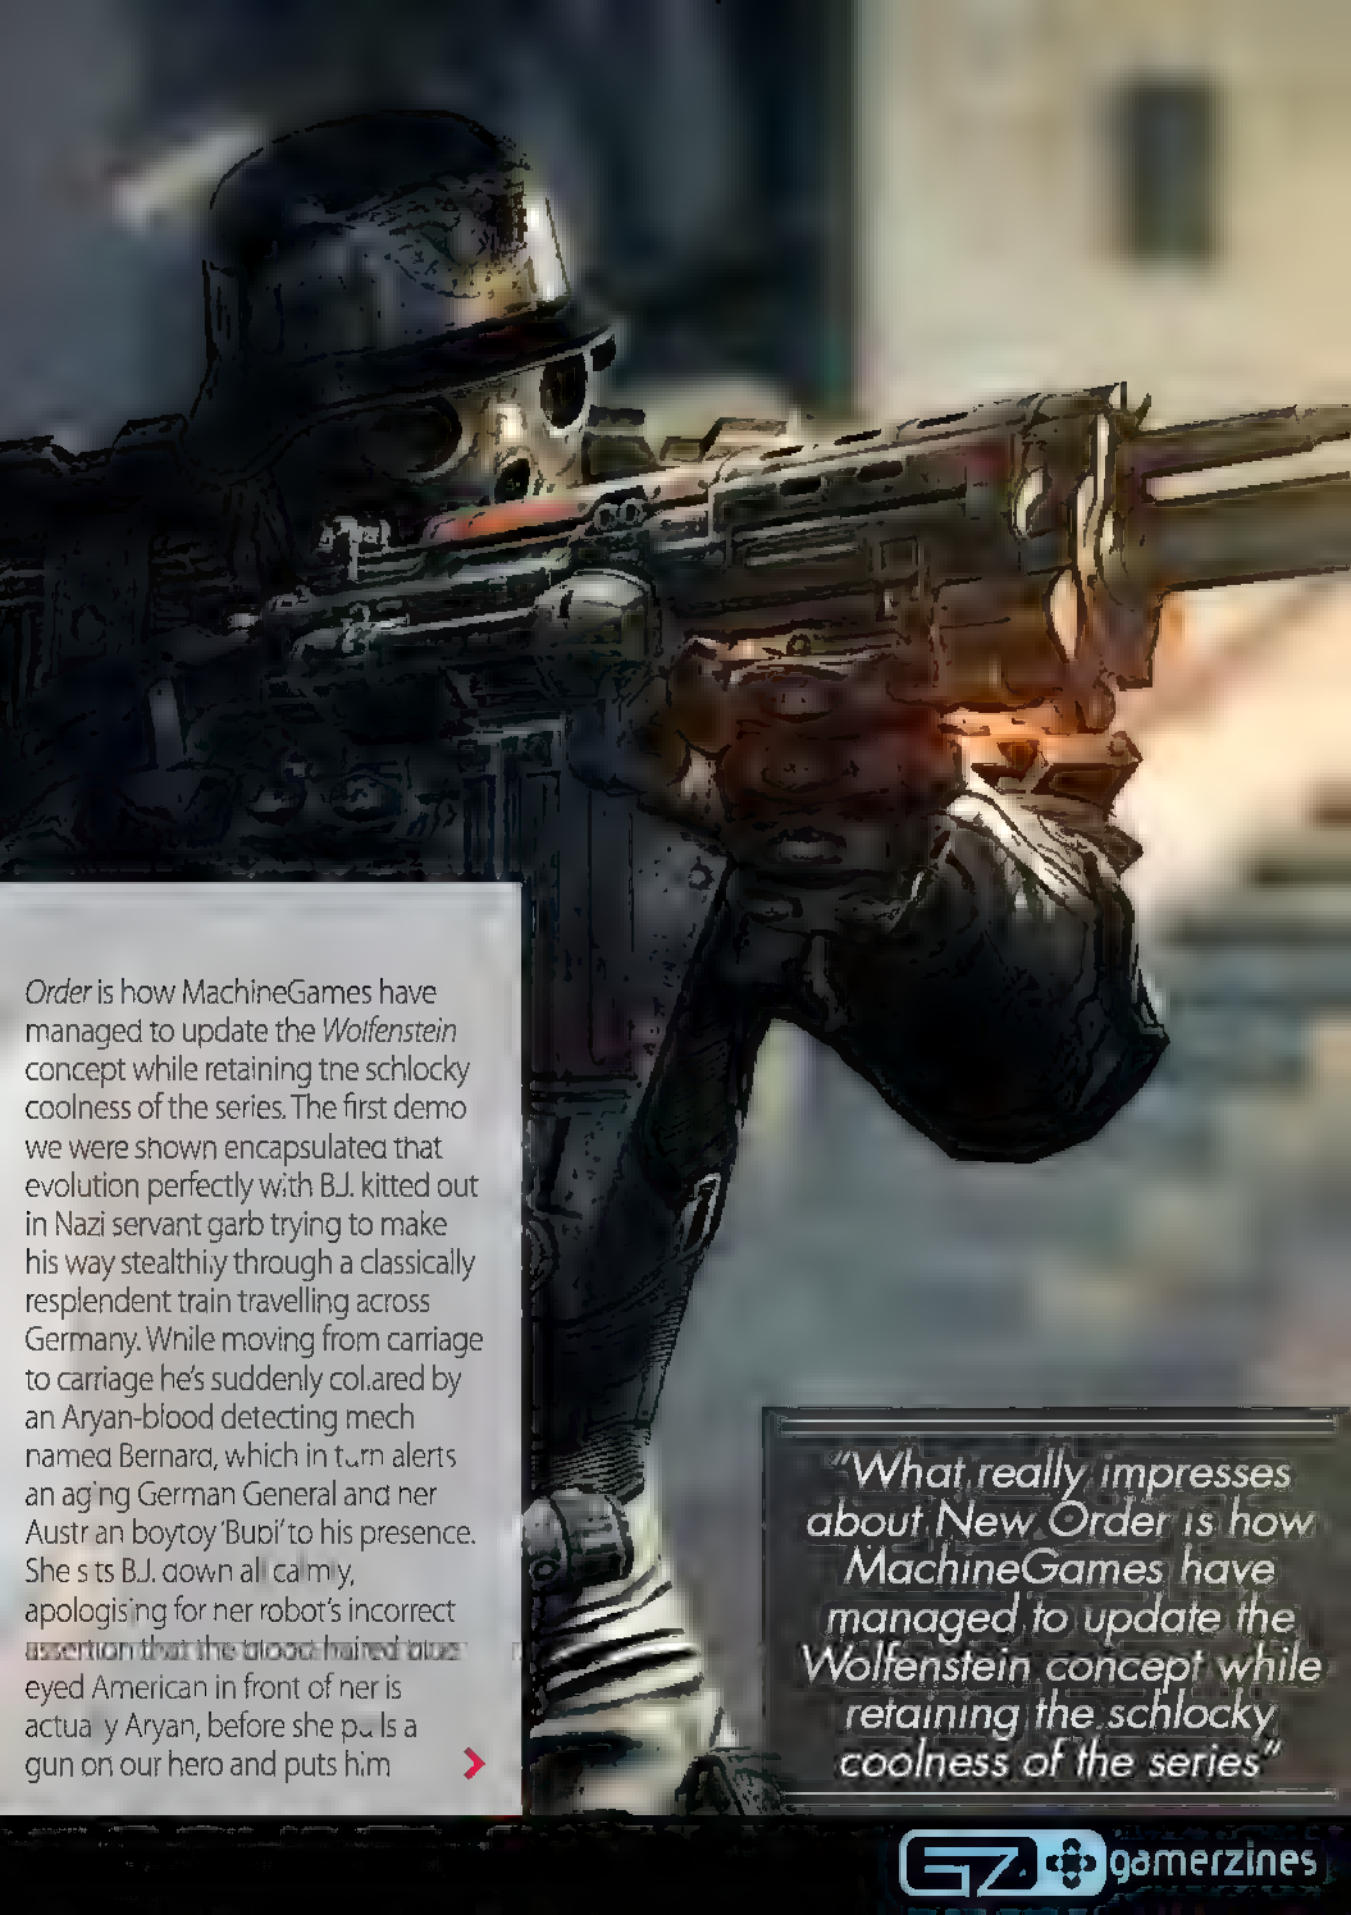 Order is how MachineGames have
managed to update the Wolfenstein
concept while retaining the schlocky
coolness of the series. The first demo
we were shown encapsulated that
evolution perfectly with B.J. kitted out
in Nazi servant garb trying to make
his way stealthily through a classically
resplendent train travelling across
Germany. While moving from carriage
to carriage he's suddenly collared by
an Aryan-blood detecting mech
named Bernard, which in turn alerts
an aging German General and her
Austrian boytoy 'Bubi' to his presence.
She sits B.J. down all calmly,
apologising for her robot's incorrect
assertion that the blood haired blue
eyed American in front of her is
actually Aryan, before she pulls a
gun on our hero and puts him
"What really impresses
about New Order is how
MachineGames have
managed to update the
Wolfenstein concept while
retaining the schlocky
coolness of the series"
GZ gamerzines